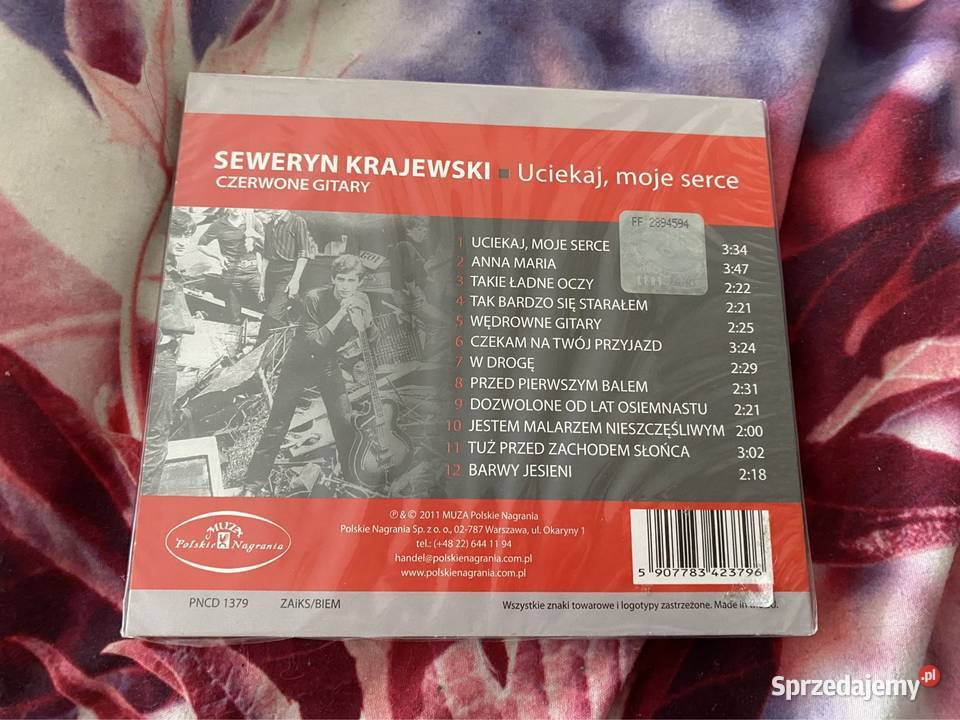 SEWERYN KRAJEWSKI ■ Uciekaj, moje serce
CZERWONE GITARY
FF 2894594
1 UCIEKAJ, MOJE SERCE 3:34
2 ANNA MARIA 3:47
3 TAKIE ŁADNE OCZY 2:22
4 TAK BARDZO SIĘ STARAŁEM 2:21
5 WĘDROWNE GITARY 2:25
6 CZEKAM NA TWÓJ PRZYJAZD 3:24
7 W DROGĘ 2:29
8 PRZED PIERWSZYM BALEM 2:31
9 DOZWOLONE OD LAT OSIEMNASTU 2:21
10 JESTEM MALARZEM NIESZCZĘŚLIWYM 2:00
11 TUŻ PRZED ZACHODEM SŁOŃCA 3:02
12 BARWY JESIENI 2:18
MUZA
Polskie Nagrania
℗ & © 2011 MUZA Polskie Nagrania
Polskie Nagrania Sp. z o. o., 02-787 Warszawa, ul. Okaryny 1
tel.: (+48 22) 644 11 94
handel@polskienagrania.com.pl
www.polskienagrania.com.pl
5 907783 423796
PNCD 1379 ZAiKS/BIEM
Wszystkie znaki towarowe i logotypy zastrzeżone. Made in
Sprzedajemy.pl